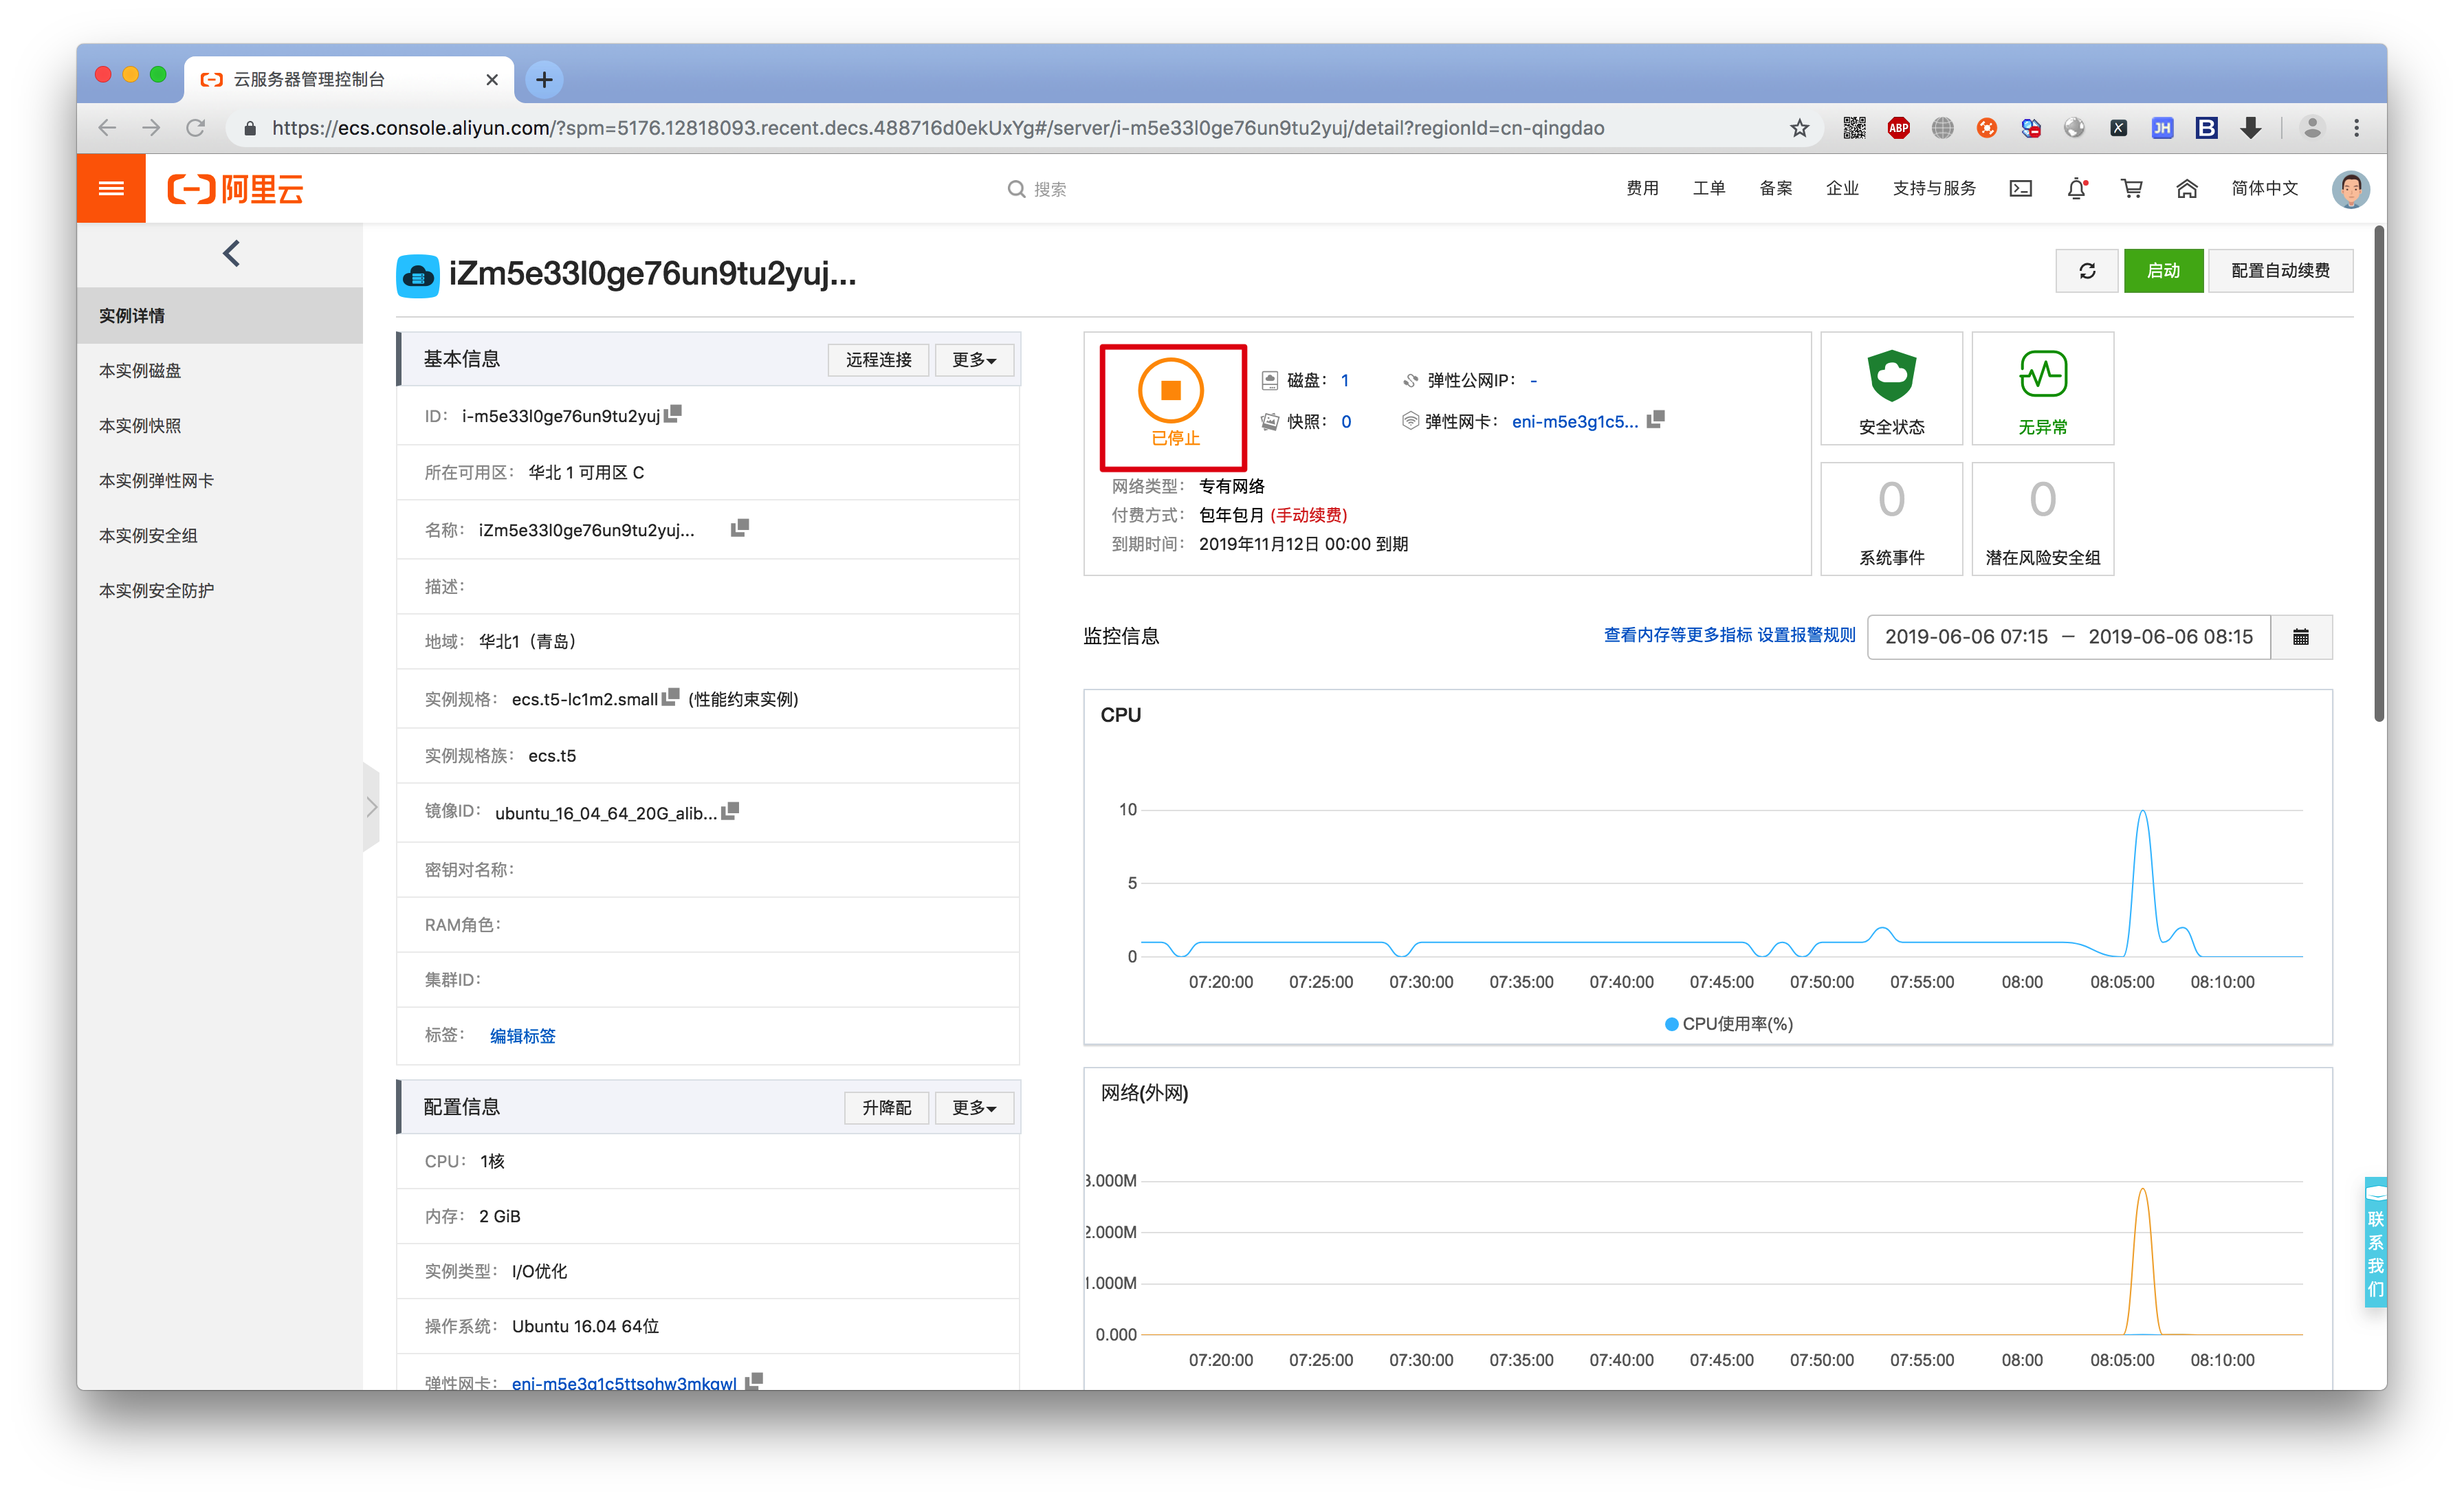 云服务器管理控制台
https://ecs.console.aliyun.com/?spm=5176.12818093.recent.decs.488716d0ekUxYg#/server/i-m5e33l0ge76un9tu2yuj/detail?regionId=cn-qingdao
ABP
JH
B
阿里云
搜索
费用 工单 备案 企业 支持与服务 简体中文
iZm5e33l0ge76un9tu2yuj...
启动
配置自动续费
实例详情
本实例磁盘
本实例快照
本实例弹性网卡
本实例安全组
本实例安全防护
基本信息
远程连接
更多
ID: i-m5e33l0ge76un9tu2yuj
所在可用区: 华北 1 可用区 C
名称: iZm5e33l0ge76un9tu2yuj...
描述:
地域: 华北1（青岛）
实例规格: ecs.t5-lc1m2.small (性能约束实例)
实例规格族: ecs.t5
镜像ID: ubuntu_16_04_64_20G_alib...
密钥对名称:
RAM角色:
集群ID:
标签: 编辑标签
配置信息
升降配
更多
CPU: 1核
内存: 2 GiB
实例类型: I/O优化
操作系统: Ubuntu 16.04 64位
弹性网卡: eni-m5e3g1c5ttsohw3mkqwl
已停止
磁盘: 1
弹性公网IP: -
快照: 0
弹性网卡: eni-m5e3g1c5...
网络类型: 专有网络
付费方式: 包年包月 (手动续费)
到期时间: 2019年11月12日 00:00 到期
安全状态
无异常
0
系统事件
0
潜在风险安全组
监控信息
查看内存等更多指标 设置报警规则
2019-06-06 07:15 – 2019-06-06 08:15
CPU
10
5
0
07:20:00 07:25:00 07:30:00 07:35:00 07:40:00 07:45:00 07:50:00 07:55:00 08:00 08:05:00 08:10:00
CPU使用率(%)
网络(外网)
3.000M
2.000M
1.000M
0.000
07:20:00 07:25:00 07:30:00 07:35:00 07:40:00 07:45:00 07:50:00 07:55:00 08:00 08:05:00 08:10:00
联系我们